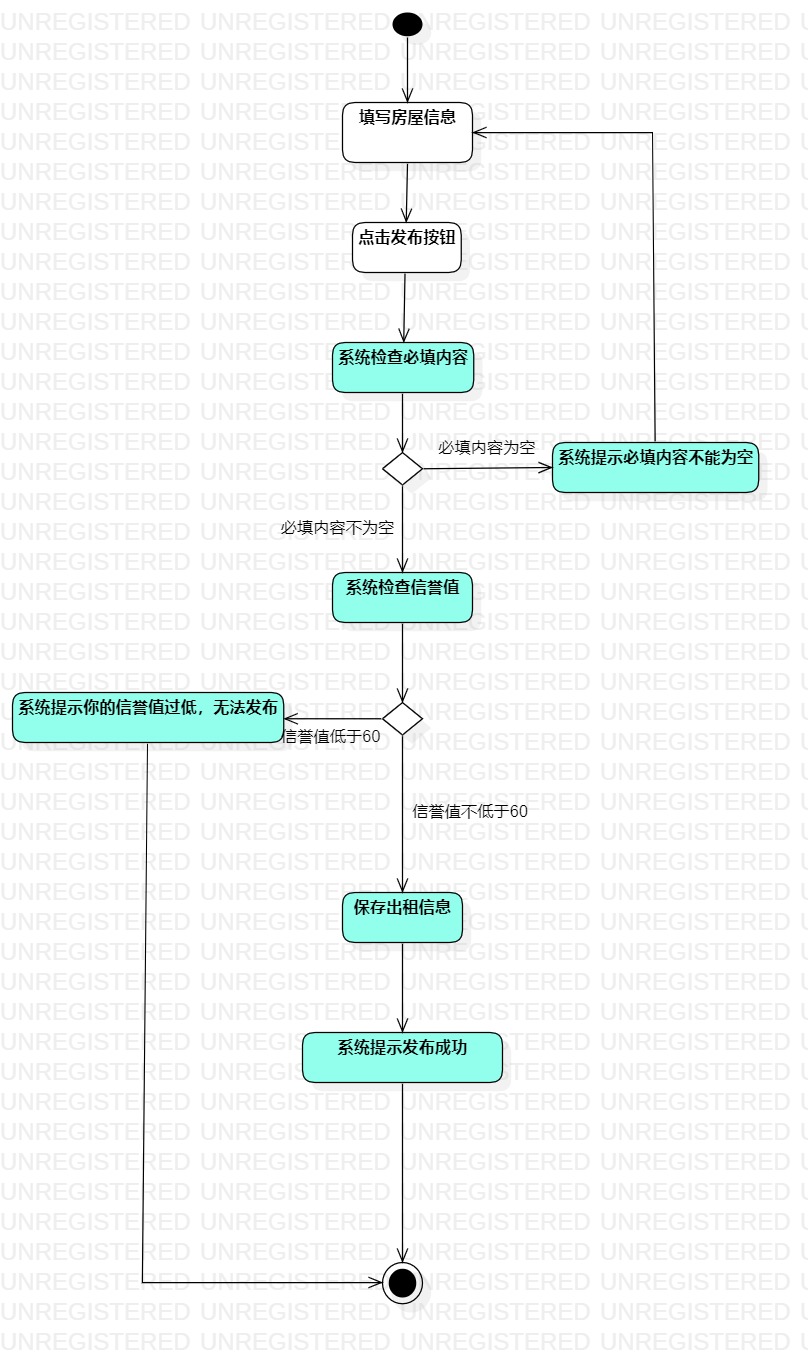 填写房屋信息
点击发布按钮
系统检查必填内容
必填内容为空
系统提示必填内容不能为空
必填内容不为空
系统检查信誉值
系统提示你的信誉值过低，无法发布
信誉值低于60
信誉值不低于60
保存出租信息
系统提示发布成功
UNREGISTERED